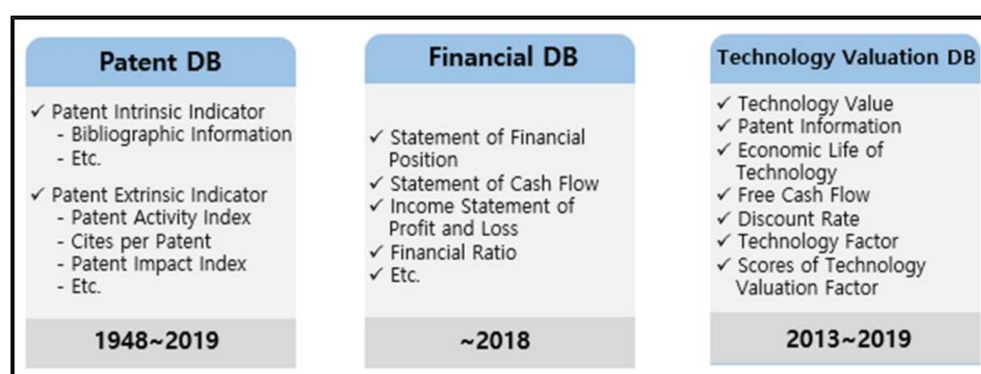 Patent DB
✓ Patent Intrinsic Indicator
- Bibliographic Information
- Etc.
✓ Patent Extrinsic Indicator
- Patent Activity Index
- Cites per Patent
- Patent Impact Index
- Etc.
1948~2019
Financial DB
✓ Statement of Financial
Position
✓ Statement of Cash Flow
✓ Income Statement of
Profit and Loss
✓ Financial Ratio
✓ Etc.
~2018
Technology Valuation DB
✓ Technology Value
✓ Patent Information
✓ Economic Life of
Technology
✓ Free Cash Flow
✓ Discount Rate
✓ Technology Factor
✓ Scores of Technology
Valuation Factor
2013~2019